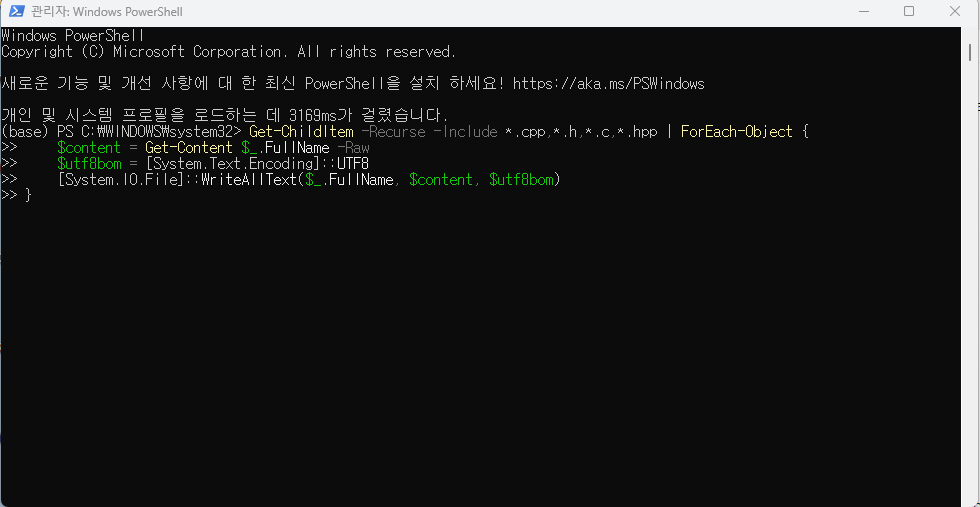 관리자: Windows PowerShell
Windows PowerShell
Copyright (C) Microsoft Corporation. All rights reserved.
새로운 기능 및 개선 사항에 대 한 최신 PowerShell을 설치 하세요! https://aka.ms/PSWindows
개인 및 시스템 프로필을 로드하는 데 3169ms가 걸렸습니다.
(base) PS C:₩WINDOWS₩system32> Get-ChildItem -Recurse -Include *.cpp,*.h,*.c,*.hpp | ForEach-Object {
>>     $content = Get-Content $_.FullName -Raw
>>     $utf8bom = [System.Text.Encoding]::UTF8
>>     [System.IO.File]::WriteAllText($_.FullName, $content, $utf8bom)
>> }